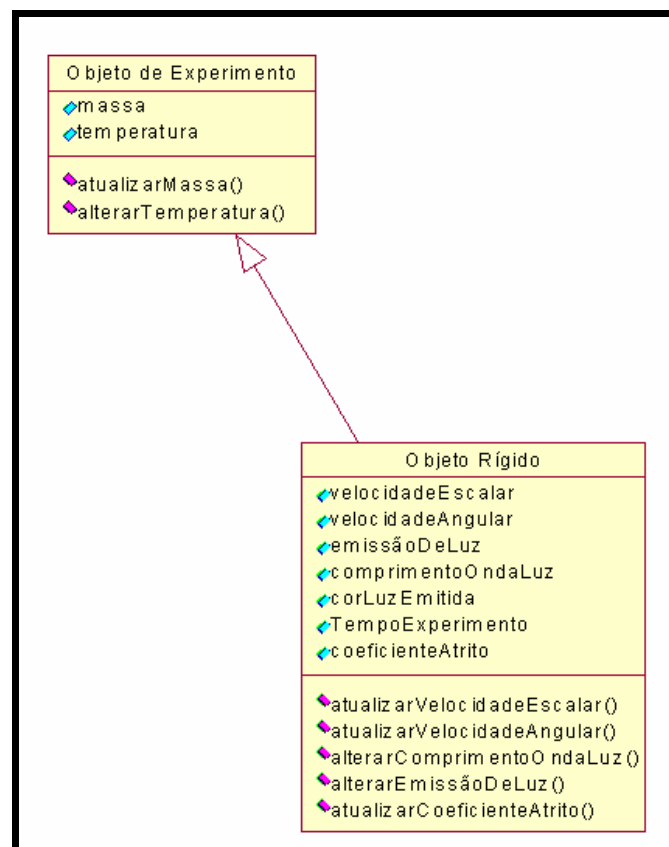 Objeto de Experimento
massa
temperatura
atualizarMassa()
alterarTemperatura()
Objeto Rígido
velocidadeEscalar
velocidadeAngular
emissãoDeLuz
comprimentoOndaLuz
corLuzEmitida
TempoExperimento
coeficienteAtrito
atualizarVelocidadeEscalar()
atualizarVelocidadeAngular()
alterarComprimentoOndaLuz()
alterarEmissãoDeLuz()
atualizarCoeficienteAtrito()